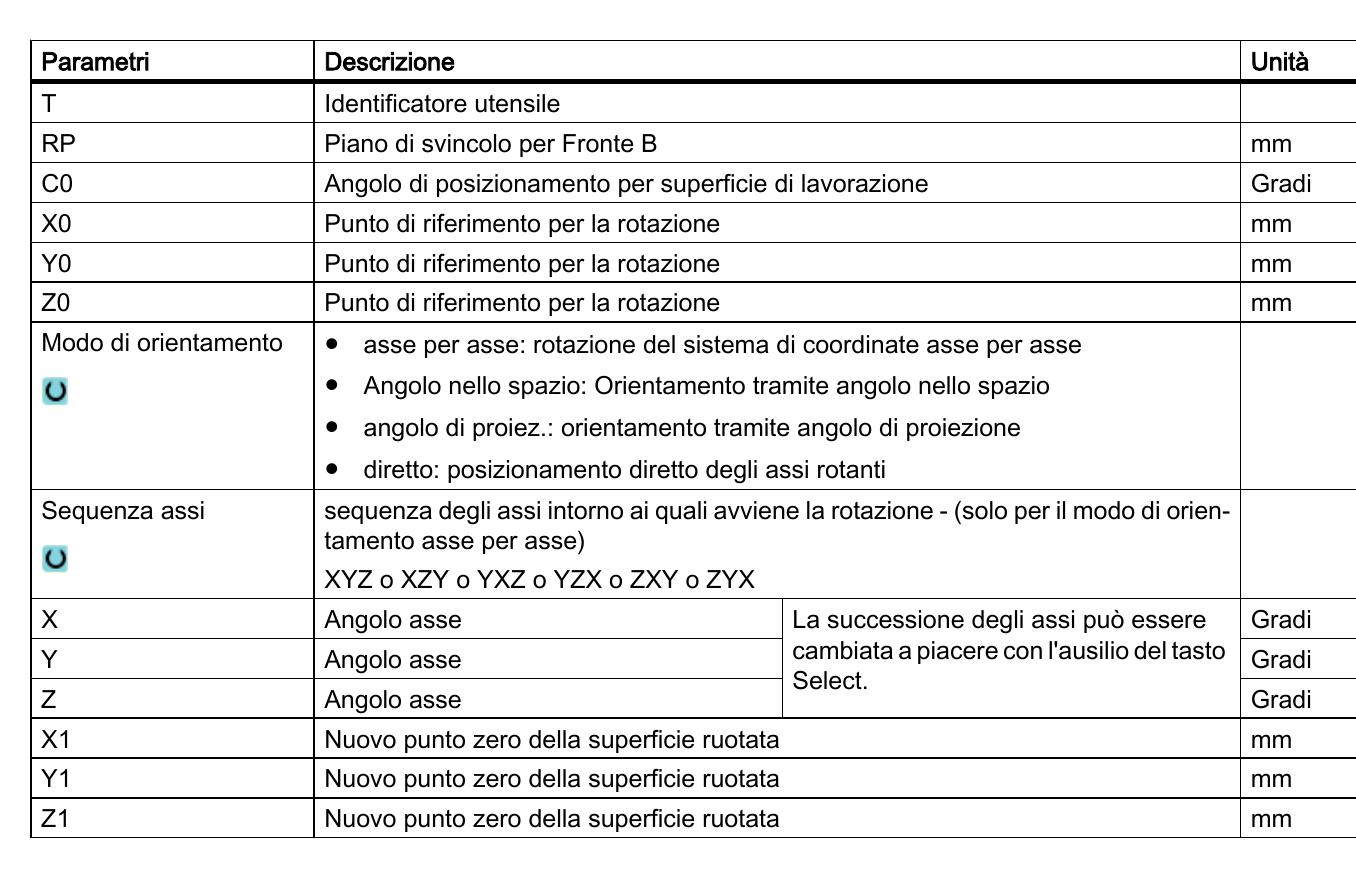 Parametri Descrizione Unità
T Identificatore utensile
RP Piano di svincolo per Fronte B mm
C0 Angolo di posizionamento per superficie di lavorazione Gradi
X0 Punto di riferimento per la rotazione mm
Y0 Punto di riferimento per la rotazione mm
Z0 Punto di riferimento per la rotazione mm
Modo di orientamento
• asse per asse: rotazione del sistema di coordinate asse per asse
• Angolo nello spazio: Orientamento tramite angolo nello spazio
• angolo di proiez.: orientamento tramite angolo di proiezione
• diretto: posizionamento diretto degli assi rotanti
Sequenza assi
sequenza degli assi intorno ai quali avviene la rotazione - (solo per il modo di orien-
tamento asse per asse)
XYZ o XZY o YXZ o YZX o ZXY o ZYX
X Angolo asse La successione degli assi può essere Gradi
Y Angolo asse cambiata a piacere con l'ausilio del tasto Gradi
Z Angolo asse Select. Gradi
X1 Nuovo punto zero della superficie ruotata mm
Y1 Nuovo punto zero della superficie ruotata mm
Z1 Nuovo punto zero della superficie ruotata mm